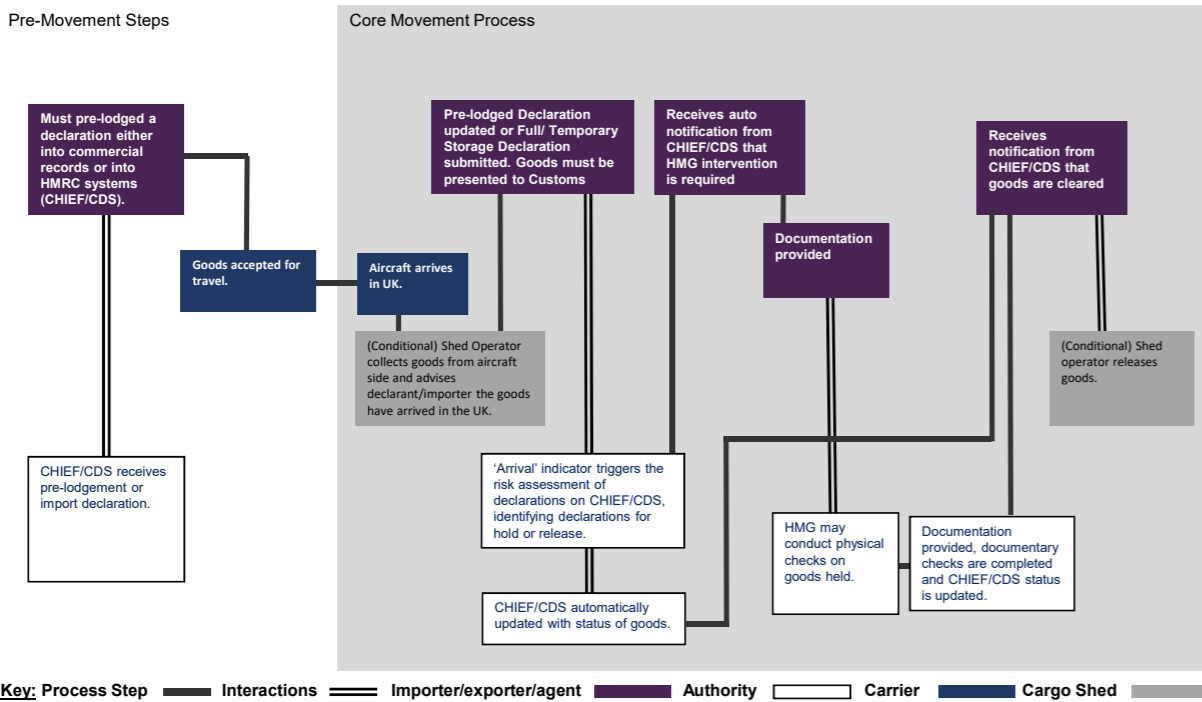 Pre-Movement Steps
Core Movement Process
Must pre-lodged a
declaration either
into commercial
records or into
HMRC systems
(CHIEF/CDS).
Goods accepted for
travel.
Aircraft arrives
in UK.
Pre-lodged Declaration
updated or Full/ Temporary
Storage Declaration
submitted. Goods must be
presented to Customs
Receives auto
notification from
CHIEF/CDS that
HMG intervention
is required
Documentation
provided
Receives
notification from
CHIEF/CDS that
goods are cleared
(Conditional) Shed Operator
collects goods from aircraft
side and advises
declarant/importer the goods
have arrived in the UK.
(Conditional) Shed
operator releases
goods.
CHIEF/CDS receives
pre-lodgement or
import declaration.
‘Arrival’ indicator triggers the
risk assessment of
declarations on CHIEF/CDS,
identifying declarations for
hold or release.
CHIEF/CDS automatically
updated with status of goods.
HMG may
conduct physical
checks on
goods held.
Documentation
provided, documentary
checks are completed
and CHIEF/CDS status
is updated.
Key: Process Step Interactions Importer/exporter/agent Authority Carrier Cargo Shed